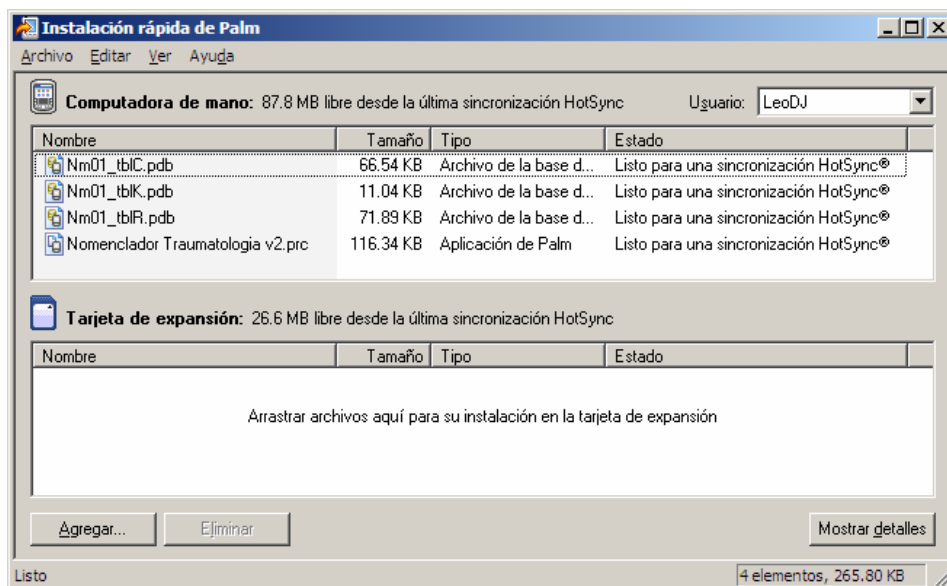 Instalación rápida de Palm
Archivo Editar Ver Ayuda
Computadora de mano: 87.8 MB libre desde la última sincronización HotSync Usuario: LeoDJ
Nombre Tamaño Tipo Estado
Nm01_tblC.pdb 66.54 KB Archivo de la base d... Listo para una sincronización HotSync®
Nm01_tblK.pdb 11.04 KB Archivo de la base d... Listo para una sincronización HotSync®
Nm01_tblR.pdb 71.89 KB Archivo de la base d... Listo para una sincronización HotSync®
Nomenclador Traumatologia v2.prc 116.34 KB Aplicación de Palm Listo para una sincronización HotSync®
Tarjeta de expansión: 26.6 MB libre desde la última sincronización HotSync
Nombre Tamaño Tipo Estado
Arrastrar archivos aquí para su instalación en la tarjeta de expansión
Agregar... Eliminar Mostrar detalles
Listo 4 elementos, 265.80 KB